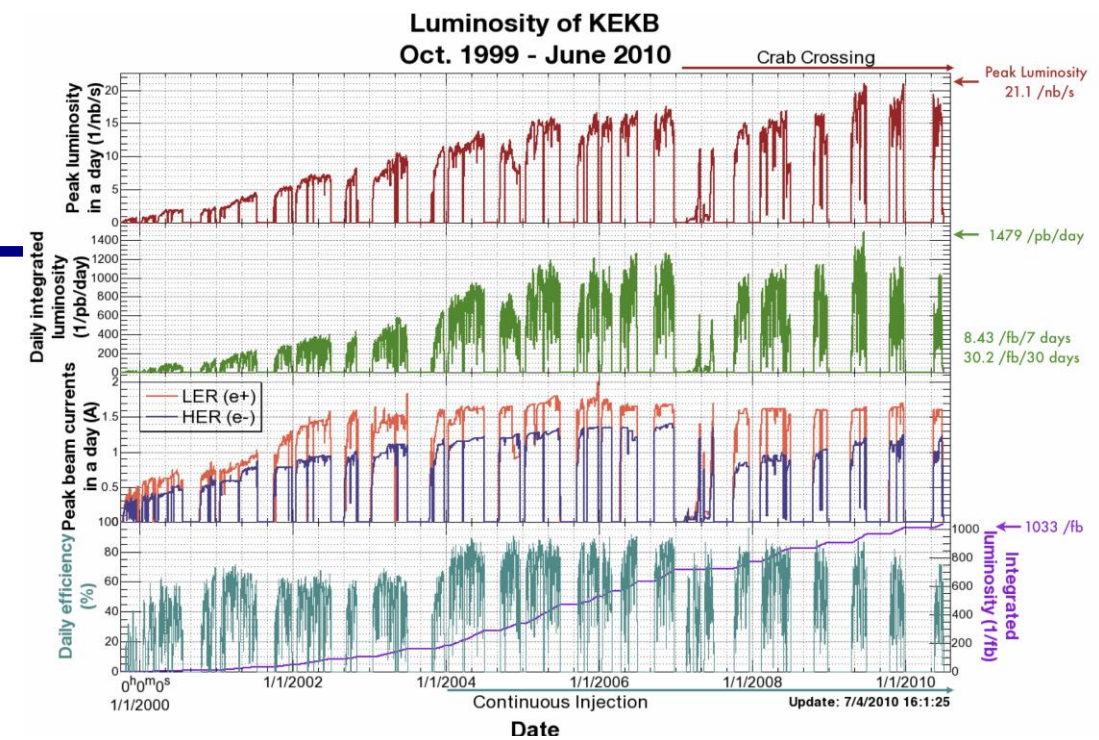 Luminosity of KEKB
Oct. 1999 - June 2010
Crab Crossing
Peak Luminosity
21.1 /nb/s
Peak luminosity
in a day (1/nb/s)
20
15
10
5
0
1479 /pb/day
Daily integrated
luminosity
(1/pb/day)
1400
1200
1000
800
600
400
200
0
8.43 /fb/7 days
30.2 /fb/30 days
Peak beam currents
in a day (A)
2
1.5
1
0.5
LER (e+)
HER (e-)
Daily efficiency
(%)
100
80
60
40
20
0
1000
800
600
400
200
0
1033 /fb
Integrated
luminosity (1/fb)
0h0m0s
1/1/2000
1/1/2002
1/1/2004
1/1/2006
1/1/2008
1/1/2010
Continuous Injection
Update: 7/4/2010 16:1:25
Date